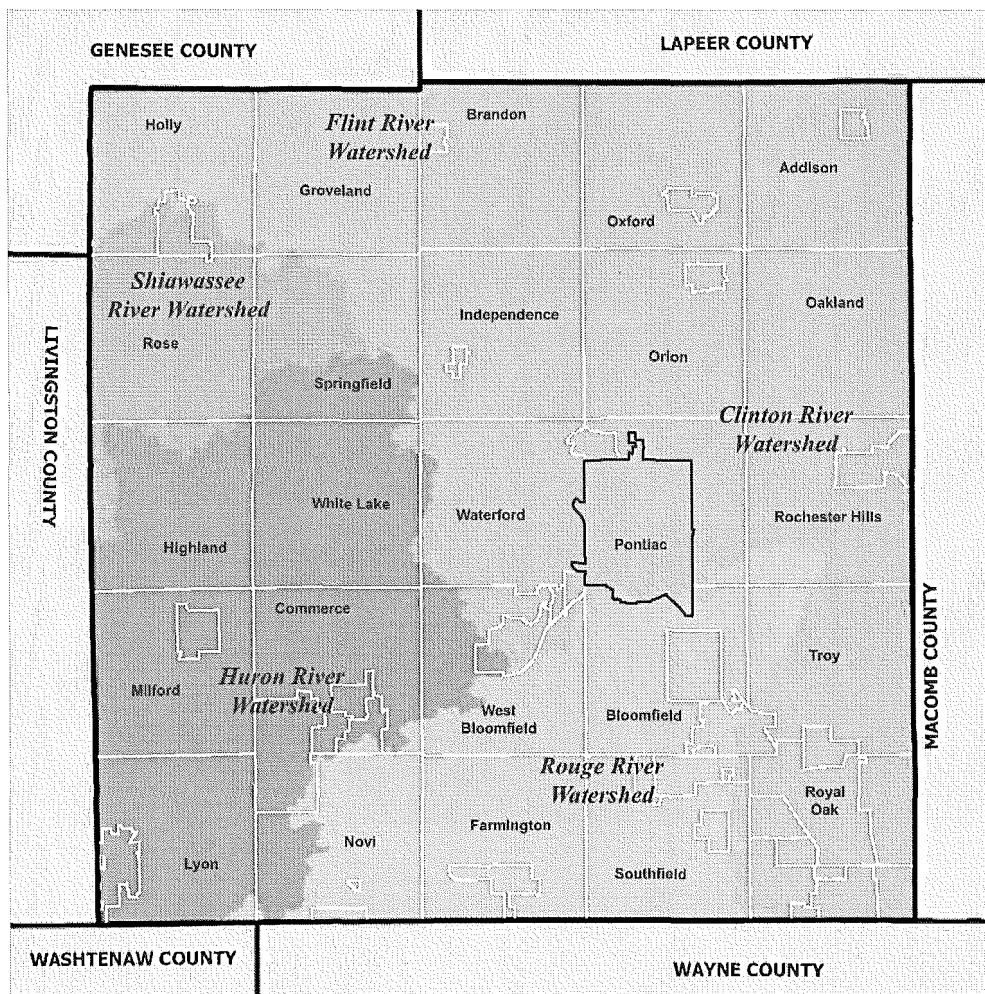 GENESEE COUNTY
LAPEER COUNTY
Holly
Flint River
Watershed
Brandon
Addison
Groveland
Oxford
Shiawassee
River Watershed
Independence
Oakland
Rose
Orion
Springfield
LIVINGSTON COUNTY
Clinton River
Watershed
White Lake
Waterford
Rochester Hills
Highland
Pontiac
Commerce
Troy
MACOMB COUNTY
Milford
Huron River
Watershed
West
Bloomfield
Bloomfield
Rouge River
Watershed
Royal
Oak
Farmington
Novi
Lyon
Southfield
WASHTENAW COUNTY
WAYNE COUNTY